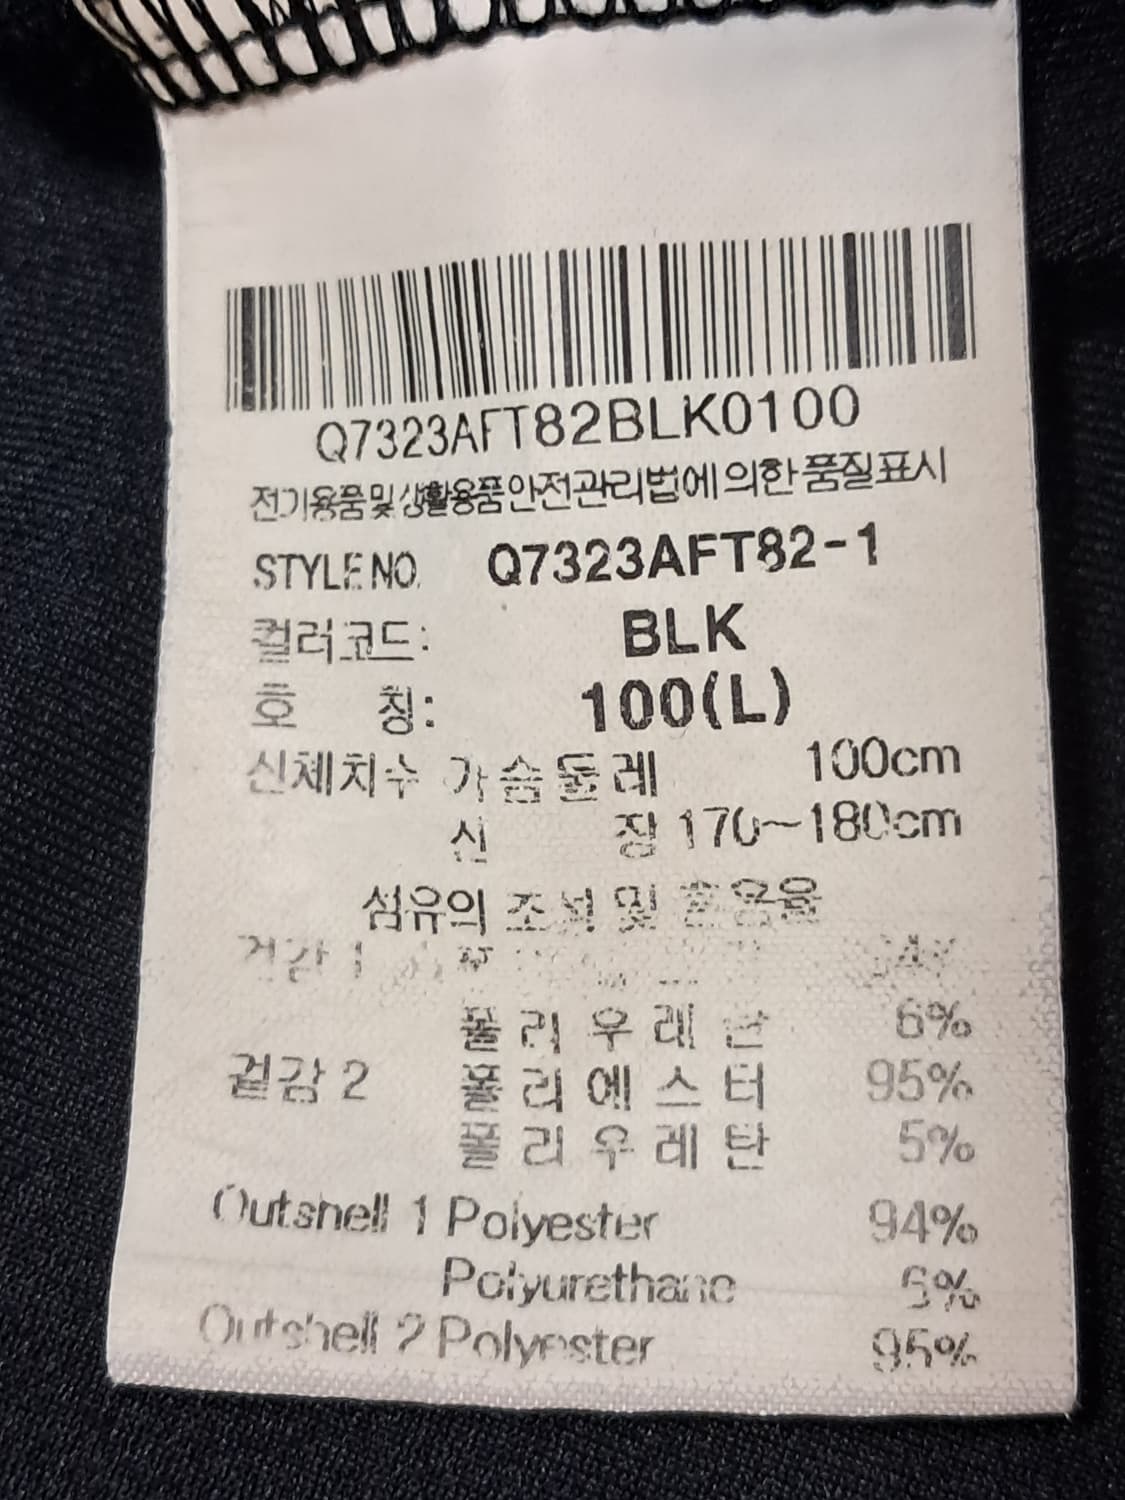 Q7323AFT82BLK0100
전기용품및생활용품안전관리법에의한품질표시
STYLE NO. Q7323AFT82-1
컬러코드: BLK
호 칭: 100(L)
신체치수 가슴둘레 100cm
신 장 170~180cm
섬유의 조성 및 혼용율
겉감 1
폴리우레탄 6%
겉감 2 폴리에스터 95%
폴리우레탄 5%
Outshell 1 Polyester 94%
Polyurethane 6%
Outshell 2 Polyester 95%